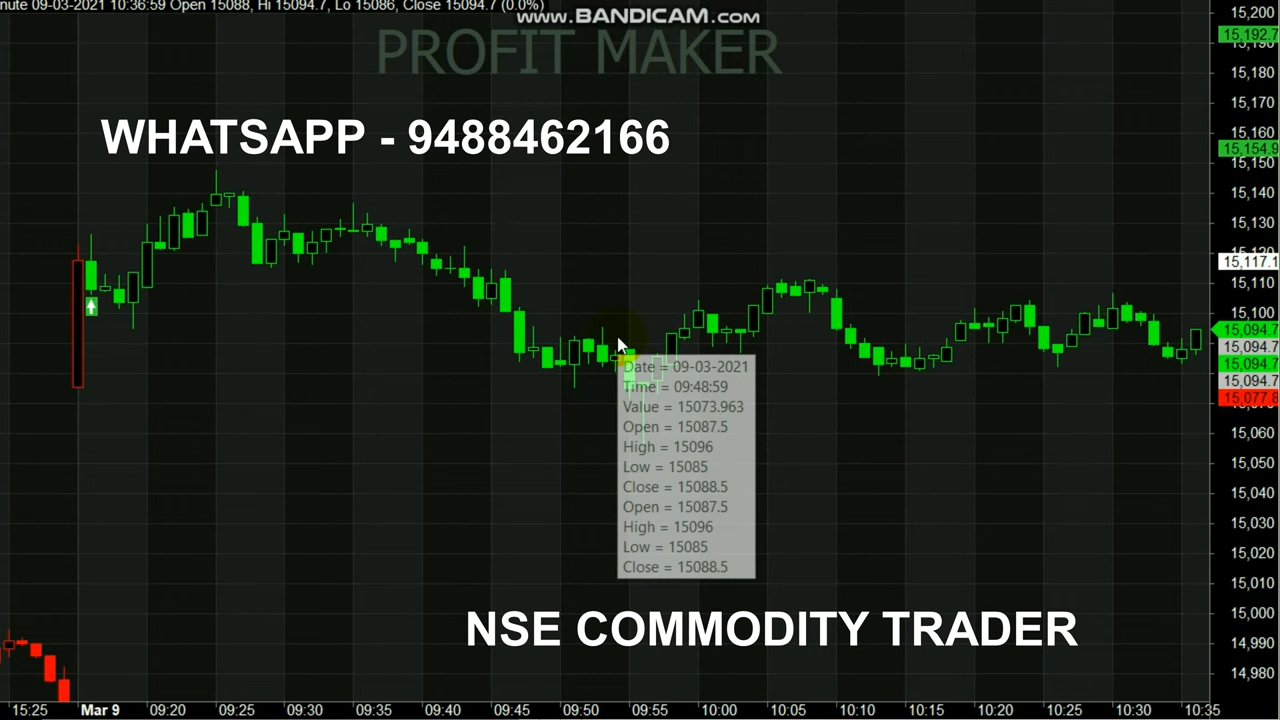 nute 09-03-2021 10:36:59 Open 15088, Hi 15094.7, Lo 15086, Close 15094.7 (0.0%)
www.BANDICAM.com
PROFIT MAKER
WHATSAPP - 9488462166
15,200
15,192.7
15,190
15,180
15,170
15,160
15,154.9
15,150
15,140
15,130
15,120
15,117.1
15,110
15,100
15,094.7
15,094.7
15,094.7
15,094.7
15,077.8
15,060
15,050
15,040
15,030
15,020
15,010
15,000
14,990
14,980
Date = 09-03-2021
Time = 09:48:59
Value = 15073.963
Open = 15087.5
High = 15096
Low = 15085
Close = 15088.5
Open = 15087.5
High = 15096
Low = 15085
Close = 15088.5
NSE COMMODITY TRADER
15:25 Mar 9 09:20 09:25 09:30 09:35 09:40 09:45 09:50 09:55 10:00 10:05 10:10 10:15 10:20 10:25 10:30 10:35